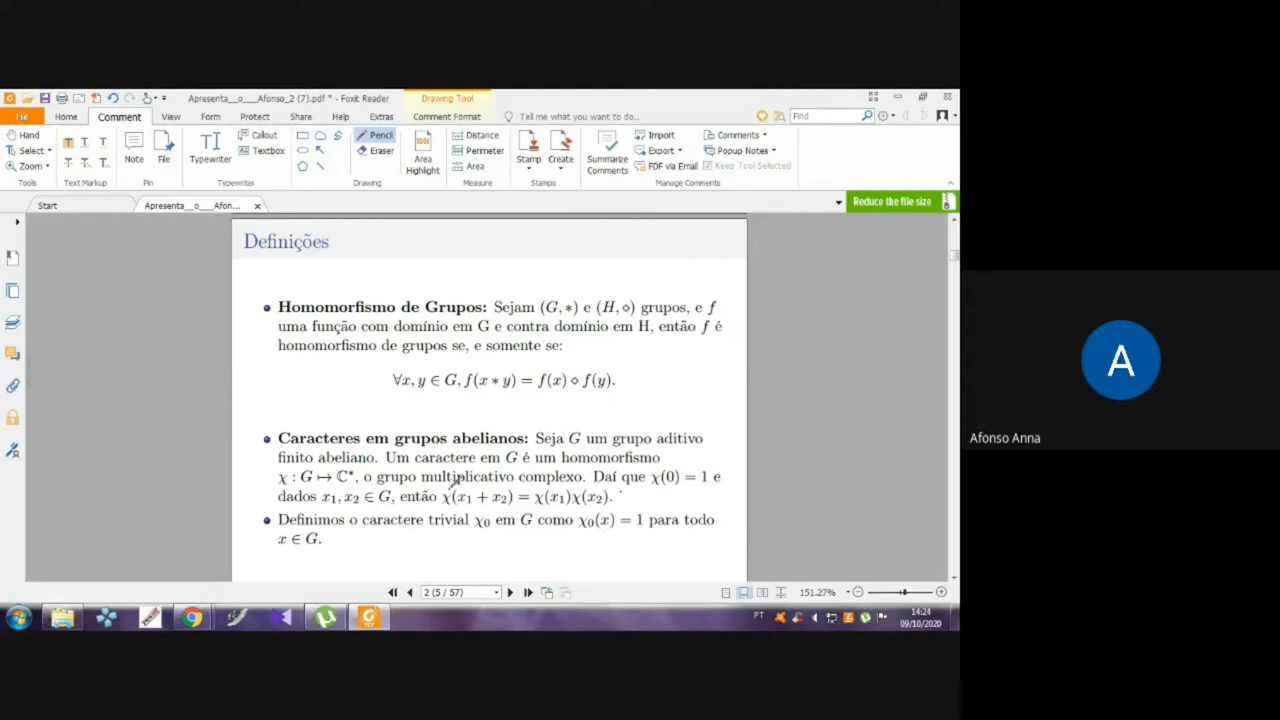 Apresenta__o____Afonso_2 (7).pdf * - Foxit Reader
Drawing Tool
File Home Comment View Form Protect Share Help Extras Comment Format Tell me what you want to do.. Find
Hand
Select
Zoom
Tools
Text Markup
Note
File
Pin
Typewriter
Callout
Textbox
Typewriter
Pencil
Eraser
Drawing
Area Highlight
Distance
Perimeter
Area
Measure
Stamp
Create
Stamps
Summarize Comments
Import
Export
FDF via Email
Comments
Popup Notes
Keep Tool Selected
Manage Comments
Start
Apresenta__o____Afon...
Reduce the file size
Definições
Homomorfismo de Grupos: Sejam (G, ∗) e (H, ⋄) grupos, e f
uma função com domínio em G e contra domínio em H, então f é
homomorfismo de grupos se, e somente se:
∀x, y ∈ G, f(x ∗ y) = f(x) ⋄ f(y).
Caracteres em grupos abelianos: Seja G um grupo aditivo
finito abeliano. Um caractere em G é um homomorfismo
χ : G ↦ ℂ*, o grupo multiplicativo complexo. Daí que χ(0) = 1 e
dados x₁, x₂ ∈ G, então χ(x₁ + x₂) = χ(x₁)χ(x₂).
Definimos o caractere trivial χ₀ em G como χ₀(x) = 1 para todo
x ∈ G.
2 (5 / 57)
151.27%
PT
14:24
09/10/2020
A
Afonso Anna